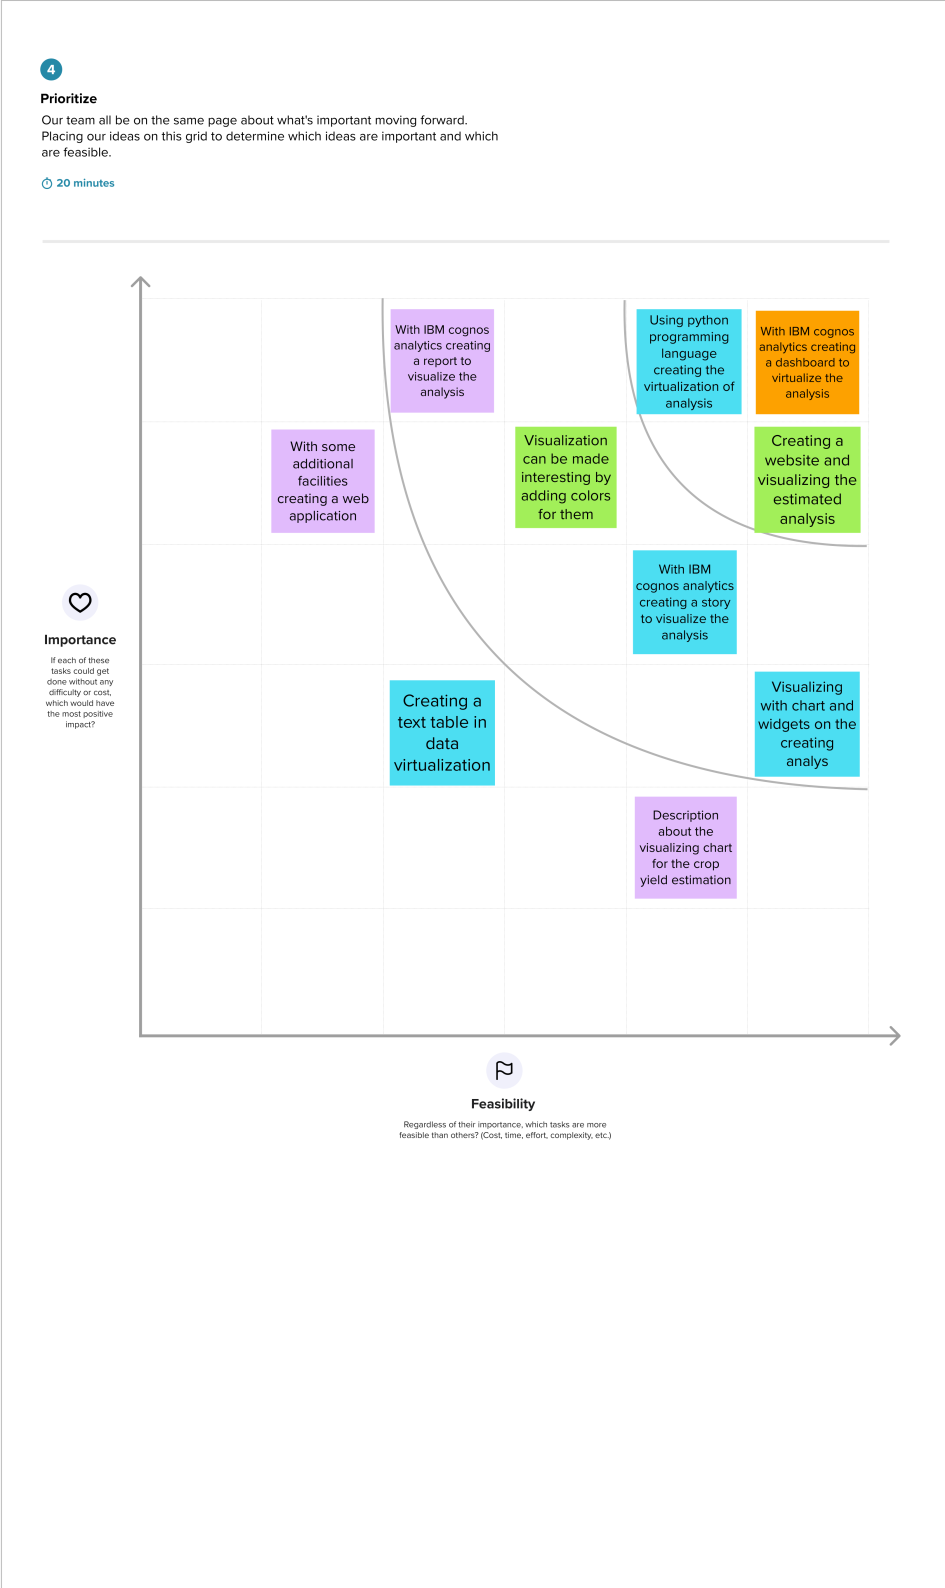 4
Prioritize
Our team all be on the same page about what's important moving forward.
Placing our ideas on this grid to determine which ideas are important and which
are feasible.
20 minutes
With IBM cognos
analytics creating
a report to
visualize the
analysis
Using python
programming
language
creating the
virtualization of
analysis
With IBM cognos
analytics creating
a dashboard to
virtualize the
analysis
With some
additional
facilities
creating a web
application
Visualization
can be made
interesting by
adding colors
for them
Creating a
website and
visualizing the
estimated
analysis
With IBM
cognos analytics
creating a story
to visualize the
analysis
Importance
If each of these
tasks could get
done without any
difficulty or cost,
which would have
the most positive
impact?
Creating a
text table in
data
virtualization
Visualizing
with chart and
widgets on the
creating
analys
Description
about the
visualizing chart
for the crop
yield estimation
Feasibility
Regardless of their importance, which tasks are more
feasible than others? (Cost, time, effort, complexity, etc.)